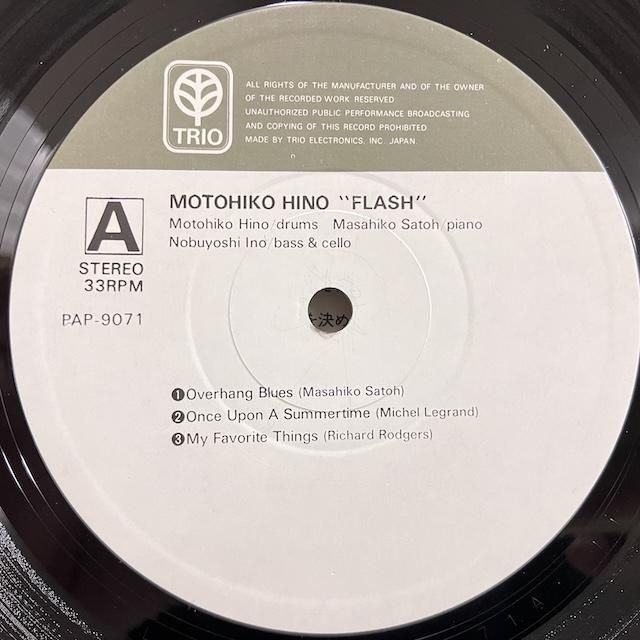 ALL RIGHTS OF THE MANUFACTURER AND OF THE OWNER
OF THE RECORDED WORK RESERVED
UNAUTHORIZED PUBLIC PERFORMANCE BROADCASTING
AND COPYING OF THIS RECORD PROHIBITED
MADE BY TRIO ELECTRONICS, INC. JAPAN.
TRIO
A
STEREO
33RPM
PAP-9071
MOTOHIKO HINO "FLASH"
Motohiko Hino/drums Masahiko Satoh/piano
Nobuyoshi Ino/bass & cello
を決め
❶Overhang Blues (Masahiko Satoh)
❷Once Upon A Summertime (Michel Legrand)
❸My Favorite Things (Richard Rodgers)